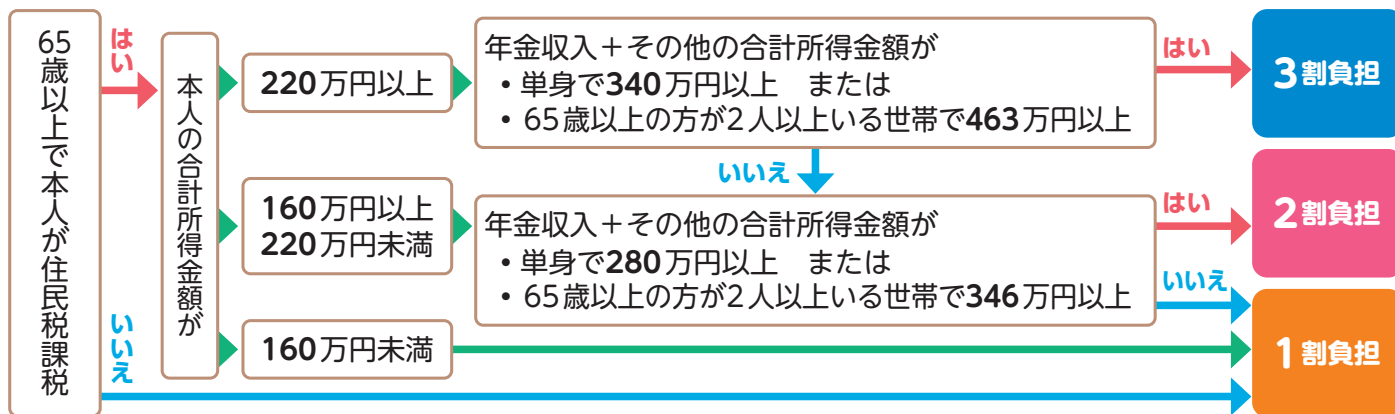 65歳以上で本人が住民税課税
はい
いいえ
本人の合計所得金額が
220万円以上
年金収入+その他の合計所得金額が
・単身で340万円以上 または
・65歳以上の方が2人以上いる世帯で463万円以上
はい
3割負担
いいえ
160万円以上
220万円未満
年金収入+その他の合計所得金額が
・単身で280万円以上 または
・65歳以上の方が2人以上いる世帯で346万円以上
はい
2割負担
いいえ
160万円未満
1割負担